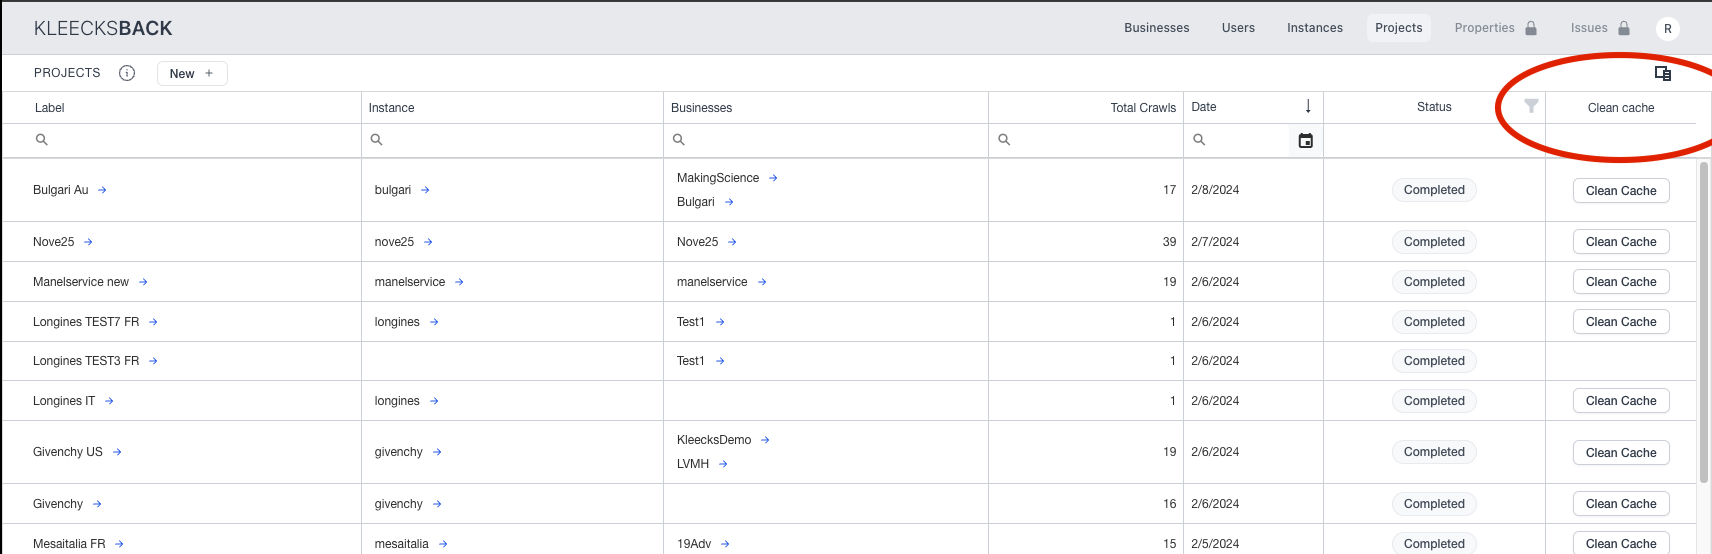 KLEECKSBACK Businesses Users Instances Projects Properties Issues R
PROJECTS i New +
Label Instance Businesses Total Crawls Date Status Clean cache
Bulgari Au bulgari MakingScience Bulgari 17 2/8/2024 Completed Clean Cache
Nove25 nove25 Nove25 39 2/7/2024 Completed Clean Cache
Manelservice new manelservice manelservice 19 2/6/2024 Completed Clean Cache
Longines TEST7 FR longines Test1 1 2/6/2024 Completed Clean Cache
Longines TEST3 FR Test1 1 2/6/2024 Completed
Longines IT longines 1 2/6/2024 Completed Clean Cache
Givenchy US givenchy KleecksDemo LVMH 19 2/6/2024 Completed Clean Cache
Givenchy givenchy 16 2/6/2024 Completed Clean Cache
Mesaitalia FR mesaitalia 19Adv 15 2/5/2024 Completed Clean Cache